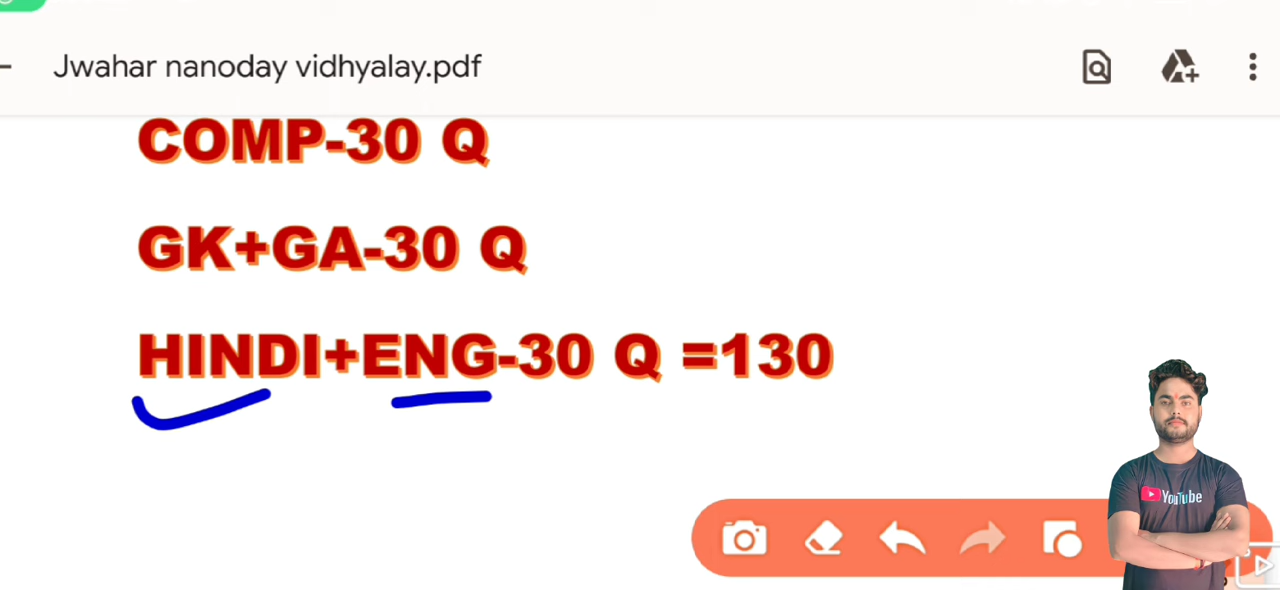 Jwahar nanoday vidhyalay.pdf
COMP-30 Q
GK+GA-30 Q
HINDI+ENG-30 Q =130
YouTube